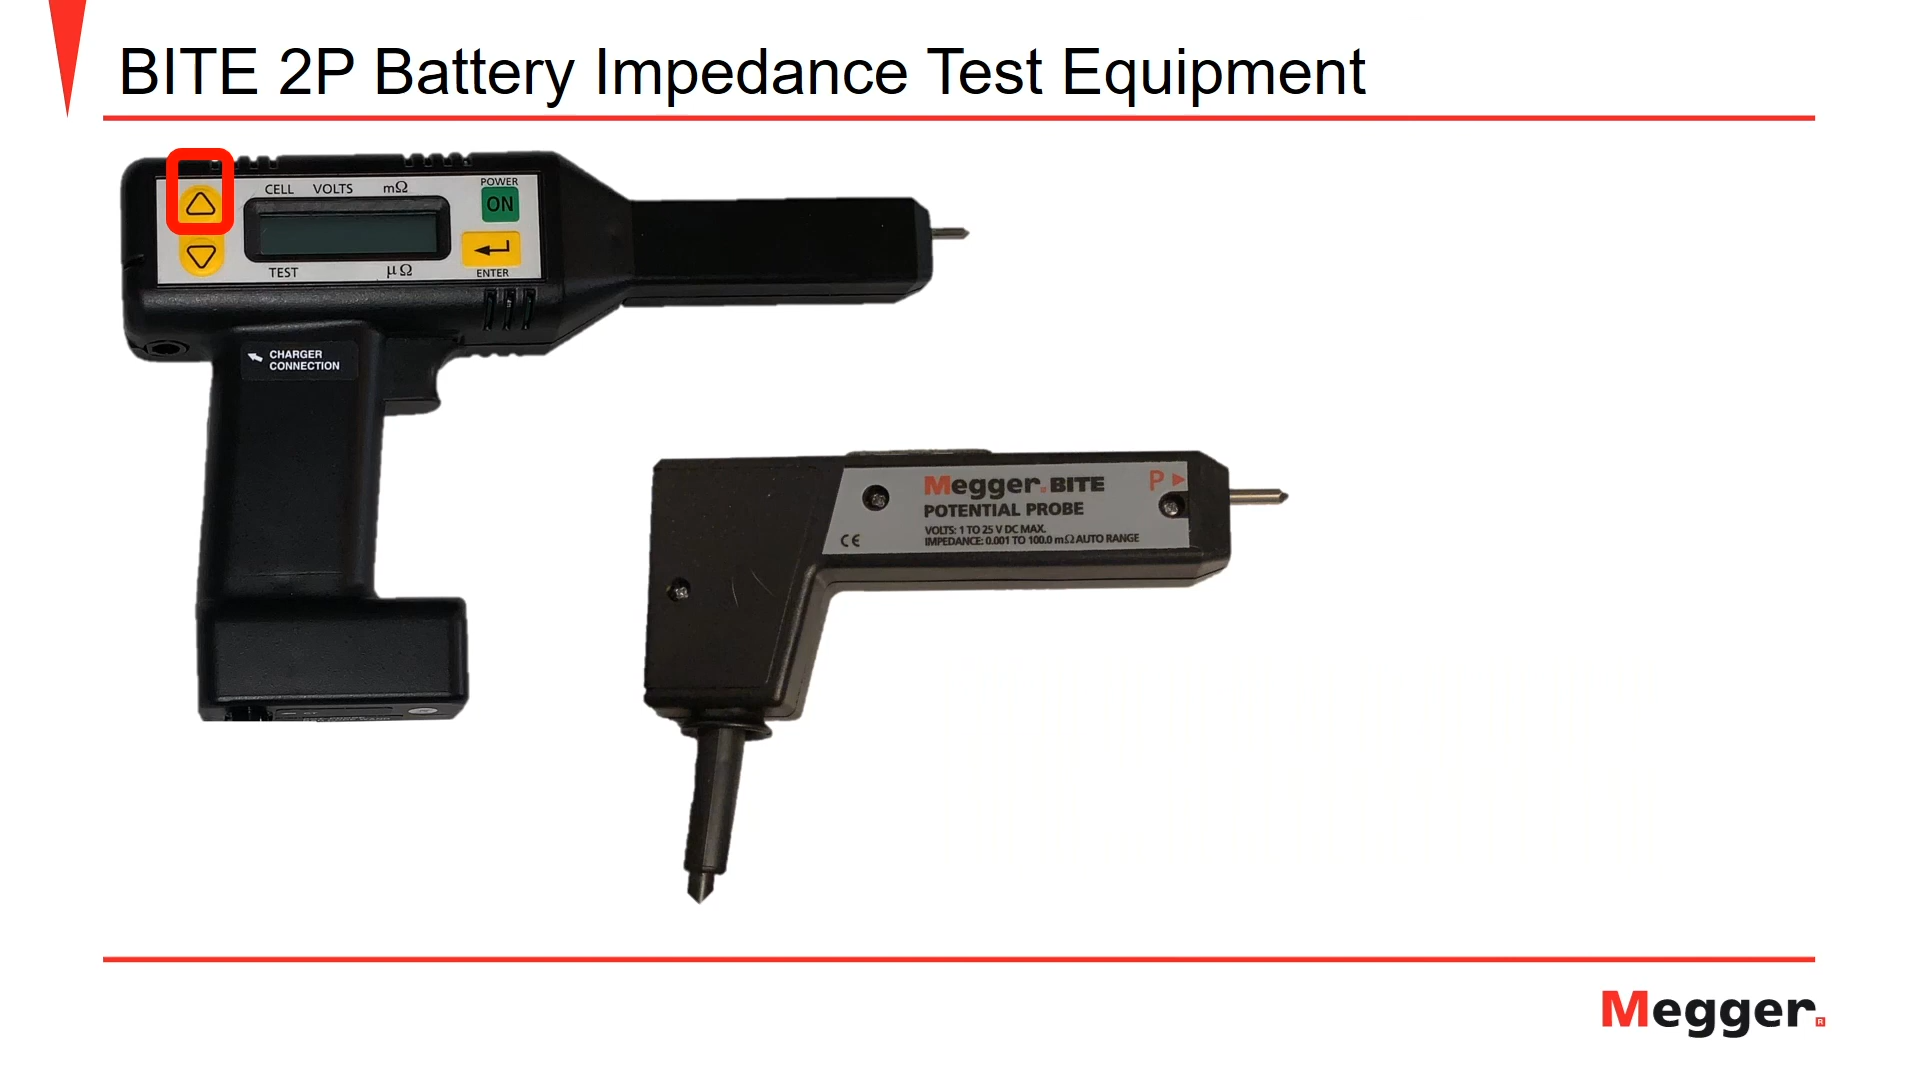 BITE 2P Battery Impedance Test Equipment
CELL VOLTS mΩ
POWER
ON
TEST μΩ
ENTER
CHARGER
CONNECTION
Megger. BITE
P
POTENTIAL PROBE
VOLTS: 1 TO 25 V DC MAX.
IMPEDANCE: 0.001 TO 100.0 mΩ AUTO RANGE
CE
Megger.